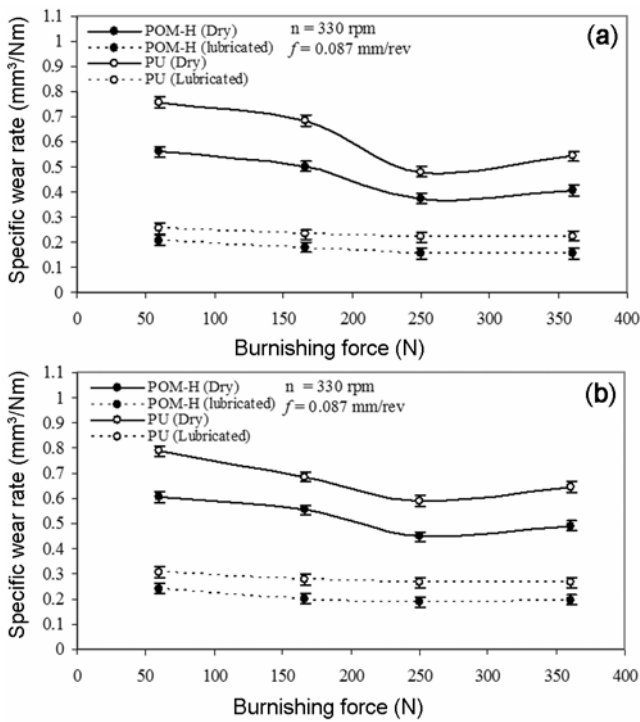 1.1
1
0.9
0.8
0.7
0.6
0.5
0.4
0.3
0.2
0.1
0
Specific wear rate (mm³/Nm)
POM-H (Dry)
POM-H (lubricated)
PU (Dry)
PU (Lubricated)
n = 330 rpm
f = 0.087 mm/rev
(a)
0 50 100 150 200 250 300 350 400
Burnishing force (N)
1.1
1
0.9
0.8
0.7
0.6
0.5
0.4
0.3
0.2
0.1
0
Specific wear rate (mm³/Nm)
POM-H (Dry)
POM-H (lubricated)
PU (Dry)
PU (Lubricated)
n = 330 rpm
f = 0.087 mm/rev
(b)
0 50 100 150 200 250 300 350 400
Burnishing force (N)